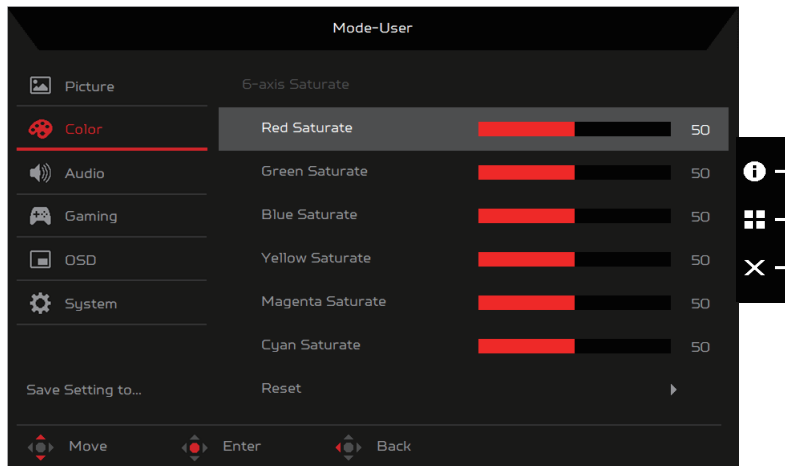 Mode-User
Picture
Color
Audio
Gaming
OSD
System
Save Setting to...
6-axis Saturate
Red Saturate 50
Green Saturate 50
Blue Saturate 50
Yellow Saturate 50
Magenta Saturate 50
Cyan Saturate 50
Reset
Move Enter Back